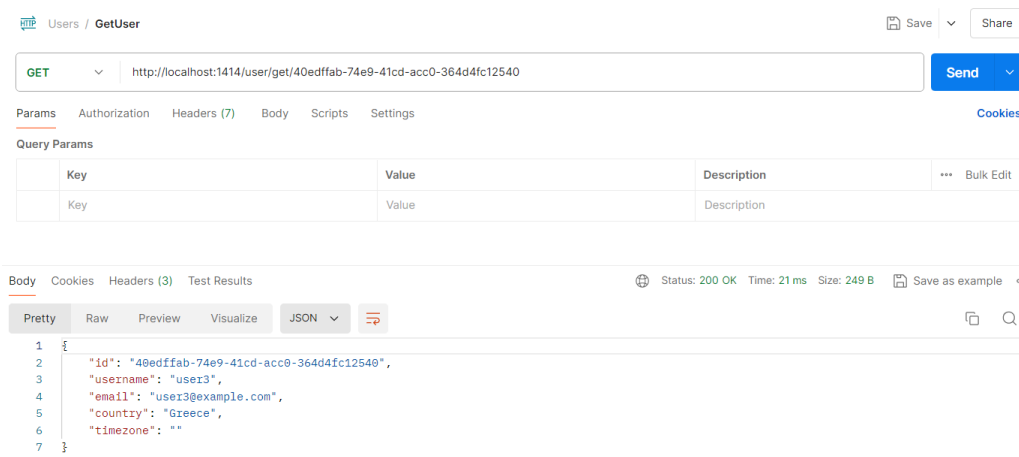 HTTP Users / GetUser Save Share
GET http://localhost:1414/user/get/40edffab-74e9-41cd-acc0-364d4fc12540 Send
Params Authorization Headers (7) Body Scripts Settings Cookies
Query Params
Key Value Description ••• Bulk Edit
Key Value Description
Body Cookies Headers (3) Test Results Status: 200 OK Time: 21 ms Size: 249 B Save as example
Pretty Raw Preview Visualize JSON
1 {
2 "id": "40edffab-74e9-41cd-acc0-364d4fc12540",
3 "username": "user3",
4 "email": "user3@example.com",
5 "country": "Greece",
6 "timezone": ""
7 }